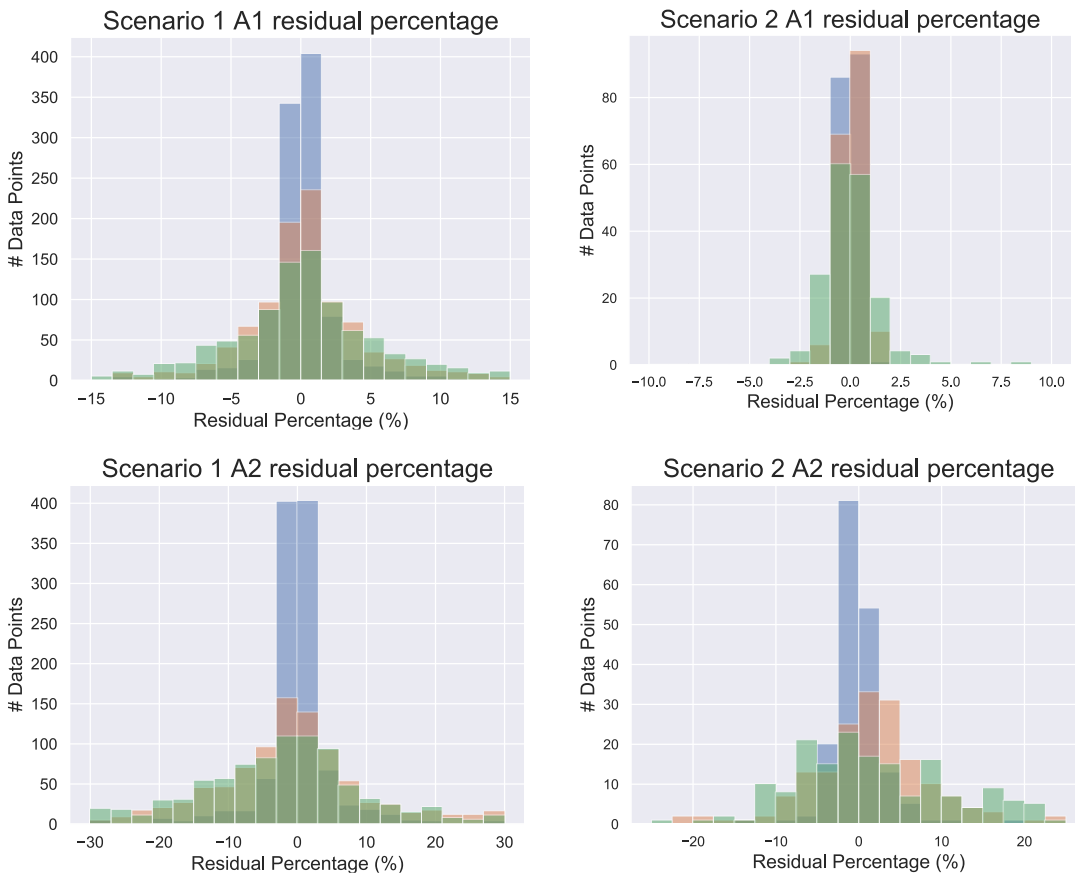 Scenario 1 A1 residual percentage
400
350
300
250
200
150
100
50
0
# Data Points
−15 −10 −5 0 5 10 15
Residual Percentage (%)
Scenario 2 A1 residual percentage
80
60
40
20
0
# Data Points
−10.0 −7.5 −5.0 −2.5 0.0 2.5 5.0 7.5 10.0
Residual Percentage (%)
Scenario 1 A2 residual percentage
400
350
300
250
200
150
100
50
0
# Data Points
−30 −20 −10 0 10 20 30
Residual Percentage (%)
Scenario 2 A2 residual percentage
80
70
60
50
40
30
20
10
0
# Data Points
−20 −10 0 10 20
Residual Percentage (%)